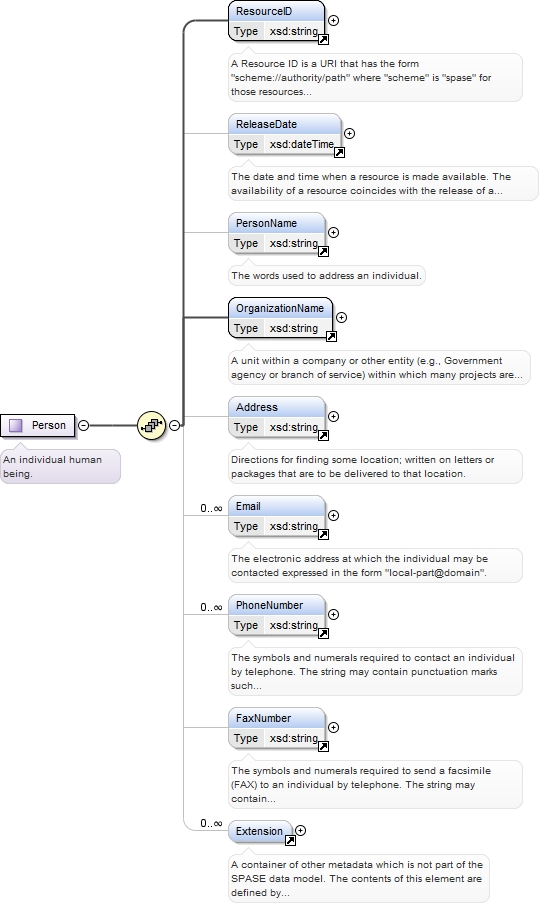 ResourceID
Type xsd:string
A Resource ID is a URI that has the form
"scheme://authority/path" where "scheme" is "spase" for
those resources...
ReleaseDate
Type xsd:dateTime
The date and time when a resource is made available. The
availability of a resource coincides with the release of a...
PersonName
Type xsd:string
The words used to address an individual.
OrganizationName
Type xsd:string
A unit within a company or other entity (e.g., Government
agency or branch of service) within which many projects are...
Person
An individual human
being.
Address
Type xsd:string
Directions for finding some location; written on letters or
packages that are to be delivered to that location.
0..∞
Email
Type xsd:string
The electronic address at which the individual may be
contacted expressed in the form "local-part@domain".
0..∞
PhoneNumber
Type xsd:string
The symbols and numerals required to contact an individual
by telephone. The string may contain punctuation marks
such...
FaxNumber
Type xsd:string
The symbols and numerals required to send a facsimile
(FAX) to an individual by telephone. The string may
contain...
0..∞
Extension
A container of other metadata which is not part of the
SPASE data model. The contents of this element are
defined by...